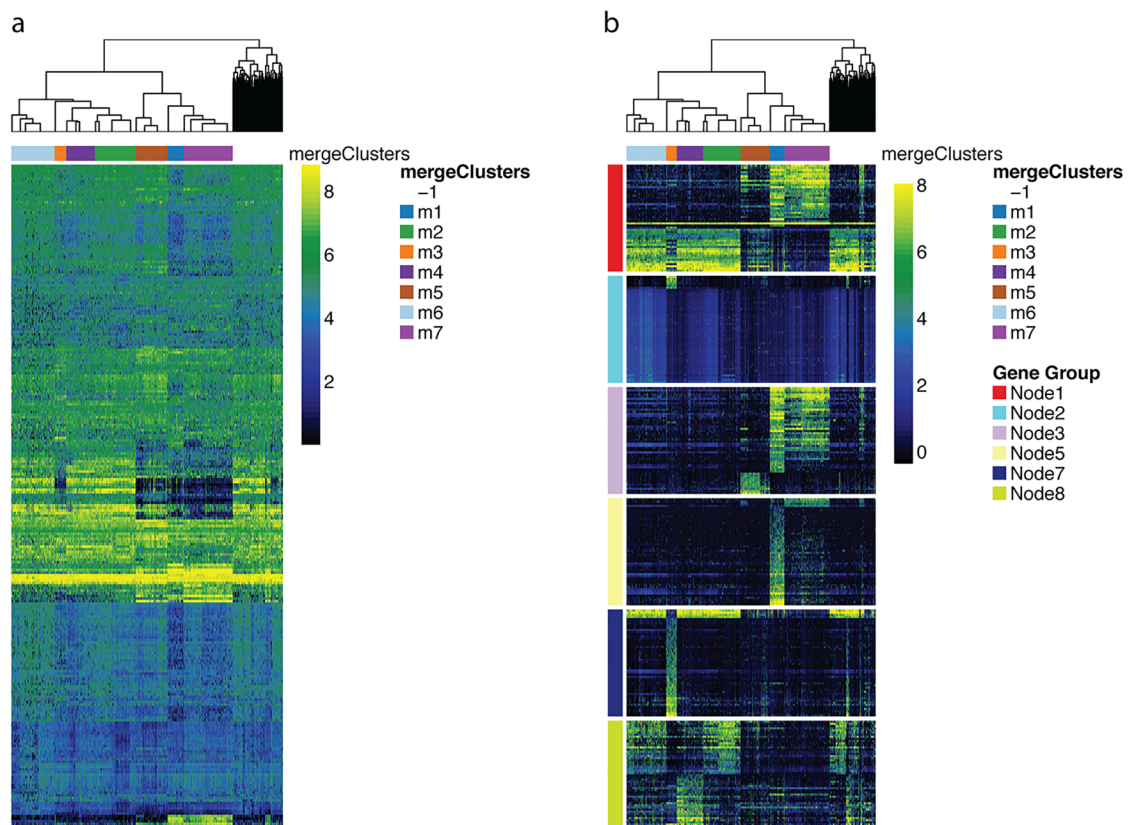 a
mergeClusters
8
6
4
2
mergeClusters
−1
m1
m2
m3
m4
m5
m6
m7
b
mergeClusters
8
6
4
2
0
mergeClusters
−1
m1
m2
m3
m4
m5
m6
m7
Gene Group
Node1
Node2
Node3
Node5
Node7
Node8